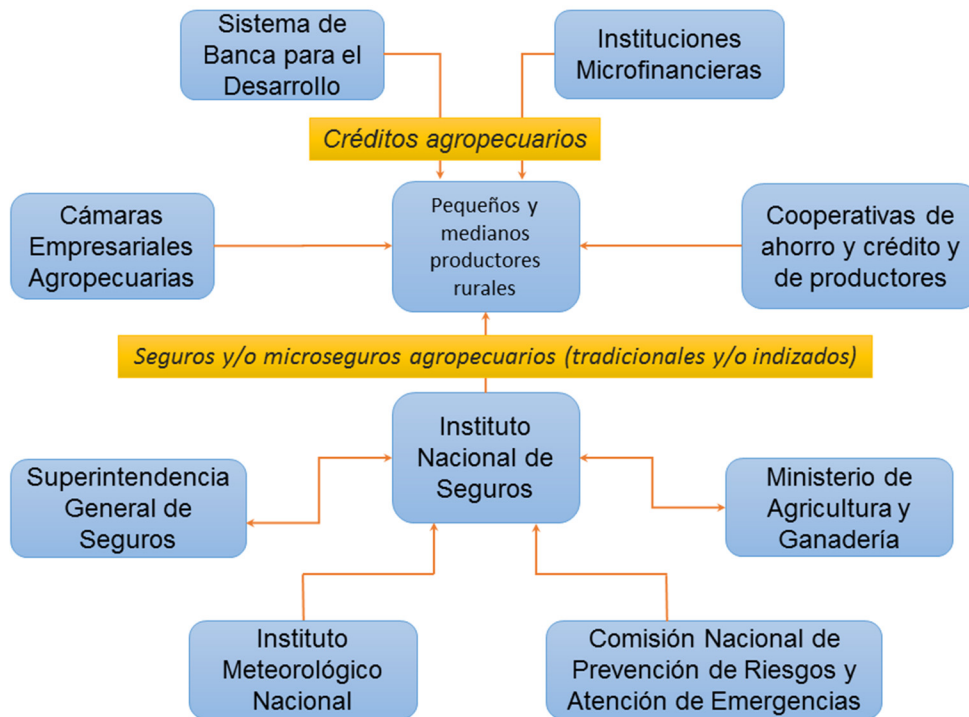 Sistema de
Banca para el
Desarrollo
Instituciones
Microfinancieras
Créditos agropecuarios
Cámaras
Empresariales
Agropecuarias
Pequeños y
medianos
productores
rurales
Cooperativas de
ahorro y crédito y
de productores
Seguros y/o microseguros agropecuarios (tradicionales y/o indizados)
Instituto
Nacional de
Seguros
Superintendencia
General de
Seguros
Ministerio de
Agricultura y
Ganadería
Instituto
Meteorológico
Nacional
Comisión Nacional de
Prevención de Riesgos y
Atención de Emergencias